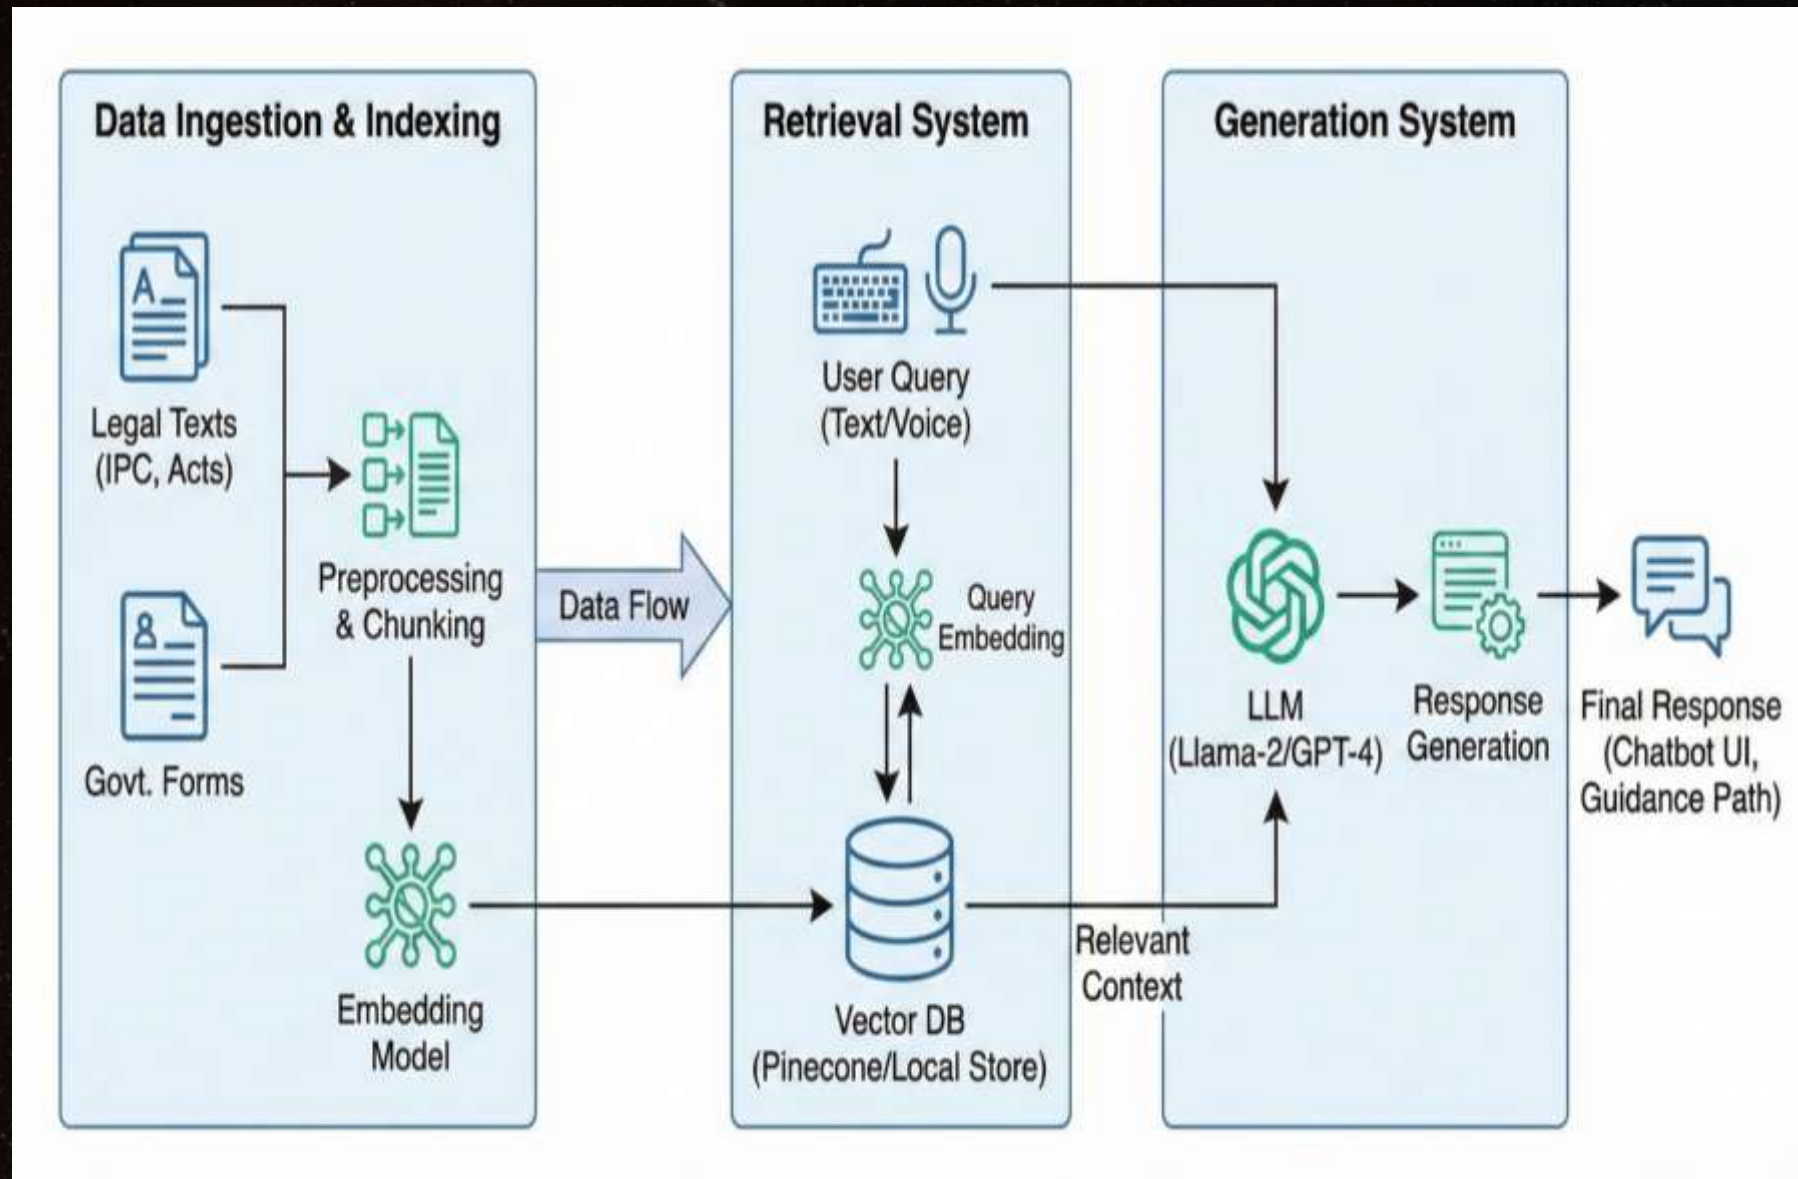 Data Ingestion & Indexing
Legal Texts
(IPC, Acts)
Govt. Forms
Preprocessing
& Chunking
Embedding
Model
Data Flow
Retrieval System
User Query
(Text/Voice)
Query
Embedding
Vector DB
(Pinecone/Local Store)
Relevant
Context
Generation System
LLM
(Llama-2/GPT-4)
Response
Generation
Final Response
(Chatbot UI,
Guidance Path)